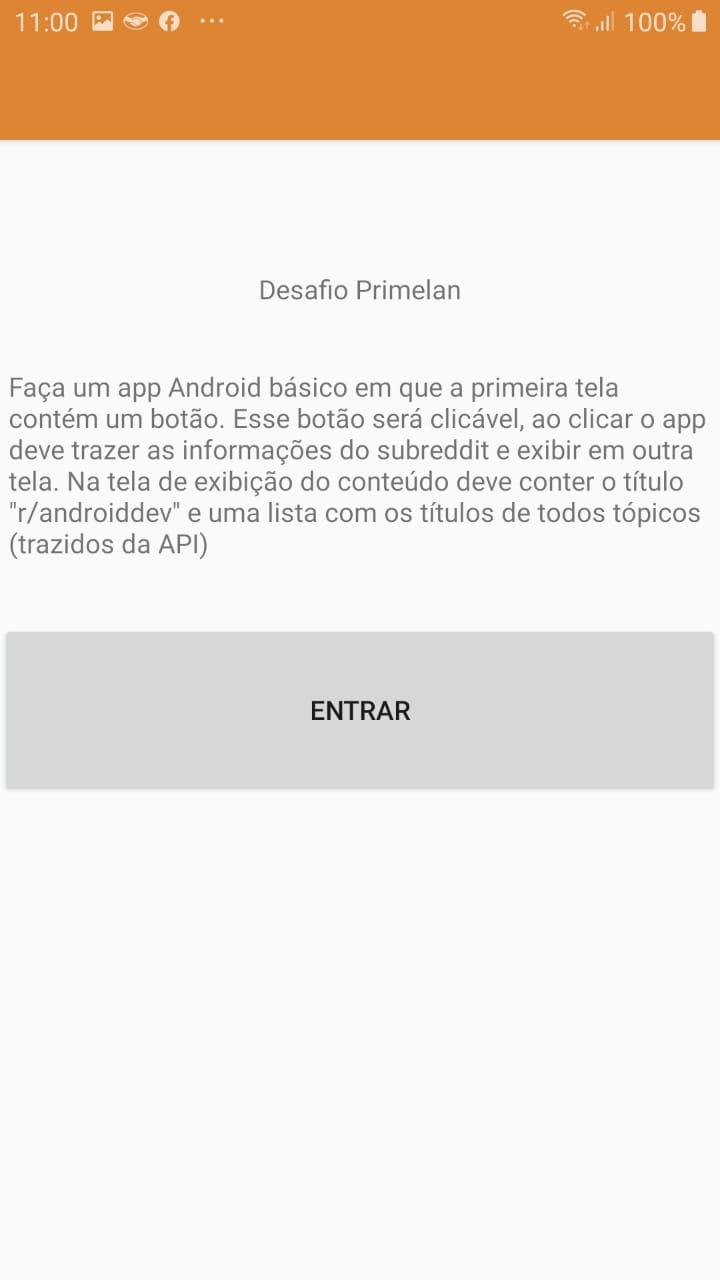 11:00
100%
Desafio Primelan
Faça um app Android básico em que a primeira tela
contém um botão. Esse botão será clicável, ao clicar o app
deve trazer as informações do subreddit e exibir em outra
tela. Na tela de exibição do conteúdo deve conter o título
"r/androiddev" e uma lista com os títulos de todos tópicos
(trazidos da API)
ENTRAR